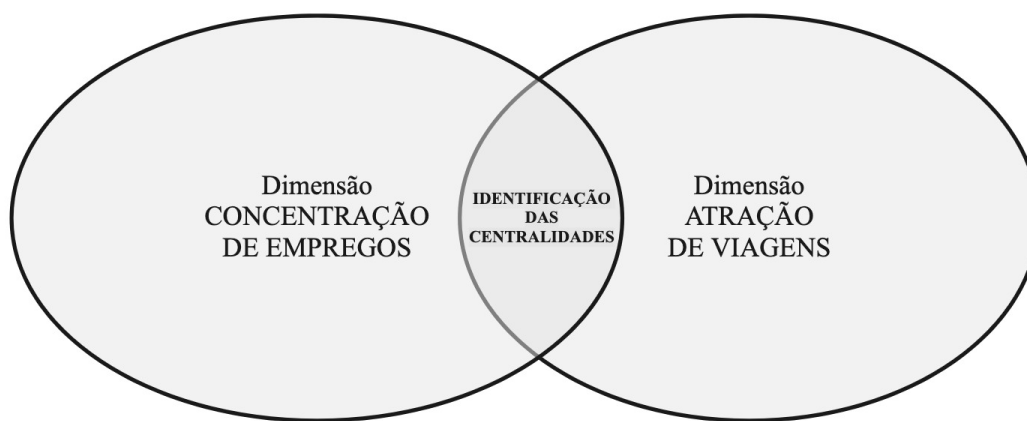 Dimensão
CONCENTRAÇÃO
DE EMPREGOS
IDENTIFICAÇÃO
DAS
CENTRALIDADES
Dimensão
ATRAÇÃO
DE VIAGENS